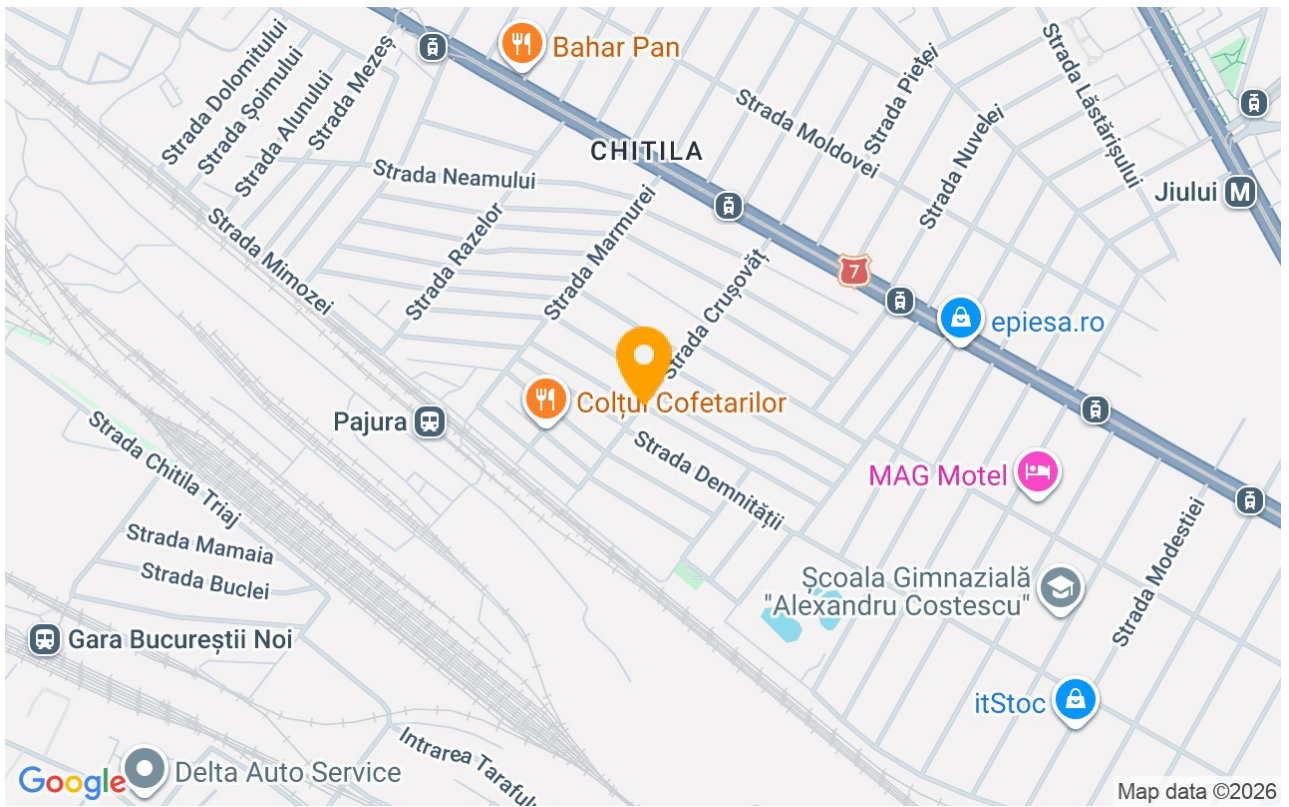 Bahar Pan
Strada Dolomitului
Strada Șoimului
Strada Alunului
Strada Mezeș
CHITILA
Strada Moldovei
Strada Pieței
Strada Nuvelei
Strada Lăstărișului
Jiului M
Strada Neamului
Strada Razelor
Strada Marmurei
Strada Mimozei
Strada Crușovăț
7
epiesa.ro
Colțul Cofetarilor
Pajura
Strada Demnității
MAG Motel
Strada Chitila Triaj
Strada Mamaia
Strada Buclei
Școala Gimnazială
"Alexandru Costescu"
Strada Modestiei
Gara Bucureștii Noi
itStoc
Intrarea Tarafulu
Delta Auto Service
Google
Map data ©2026